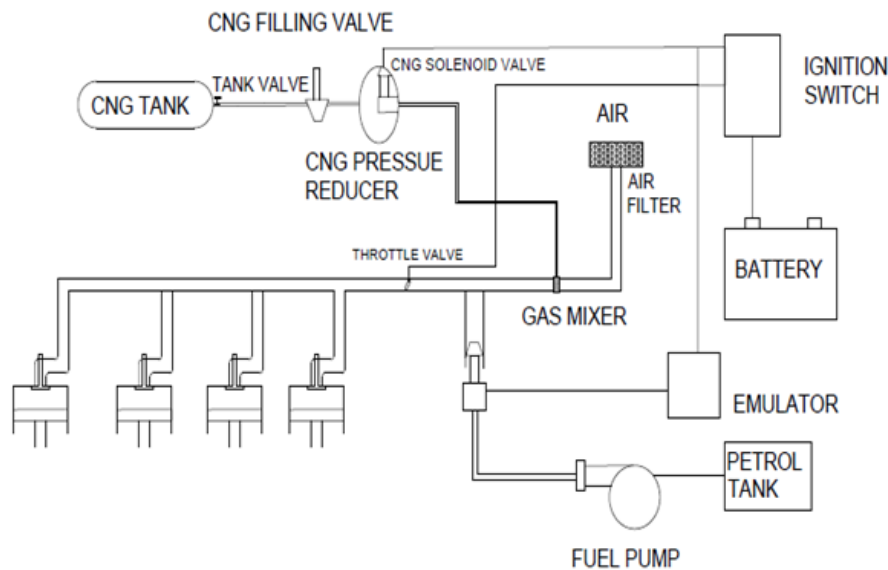 CNG FILLING VALVE
CNG SOLENOID VALVE
IGNITION
SWITCH
TANK VALVE
CNG TANK
AIR
CNG PRESSUE
REDUCER
AIR
FILTER
THROTTLE VALVE
BATTERY
GAS MIXER
EMULATOR
PETROL
TANK
FUEL PUMP